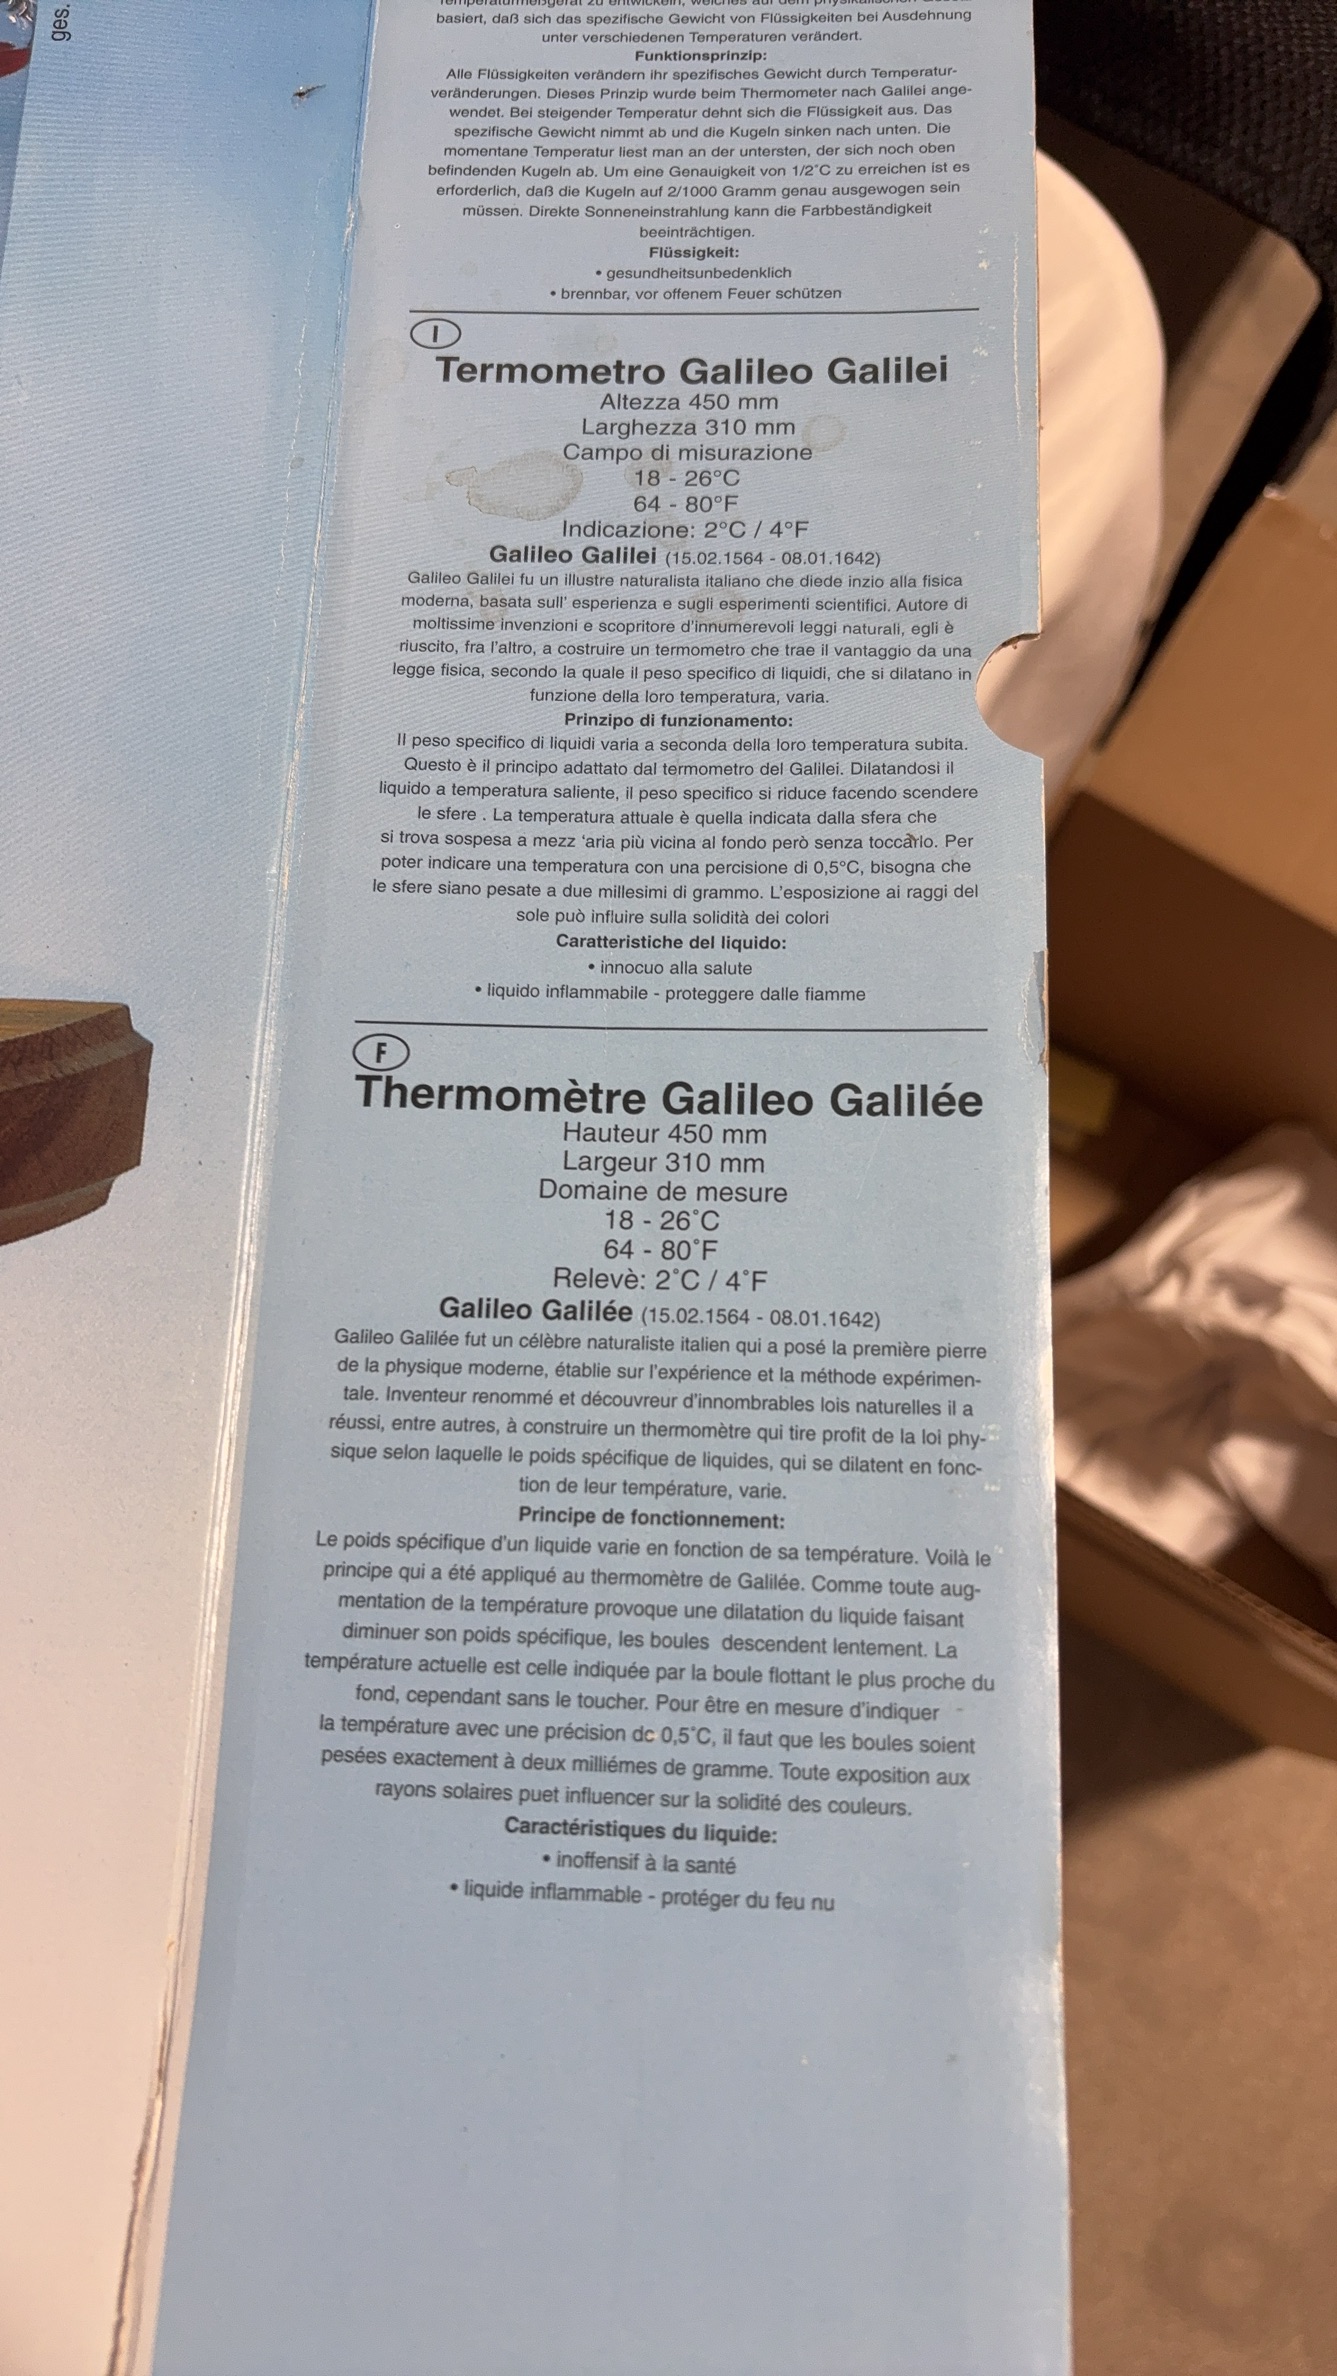 ges.
Temperaturmeßgerät zu entwickeln, welches auf dem
basiert, daß sich das spezifische Gewicht von Flüssigkeiten bei Ausdehnung
unter verschiedenen Temperaturen verändert.
Funktionsprinzip:
Alle Flüssigkeiten verändern ihr spezifisches Gewicht durch Temperatur-
veränderungen. Dieses Prinzip wurde beim Thermometer nach Galilei ange-
wendet. Bei steigender Temperatur dehnt sich die Flüssigkeit aus. Das
spezifische Gewicht nimmt ab und die Kugeln sinken nach unten. Die
momentane Temperatur liest man an der untersten, der sich noch oben
befindenden Kugeln ab. Um eine Genauigkeit von 1/2°C zu erreichen ist es
erforderlich, daß die Kugeln auf 2/1000 Gramm genau ausgewogen sein
müssen. Direkte Sonneneinstrahlung kann die Farbbeständigkeit
beeinträchtigen.
Flüssigkeit:
• gesundheitsunbedenklich
• brennbar, vor offenem Feuer schützen
I
Termometro Galileo Galilei
Altezza 450 mm
Larghezza 310 mm
Campo di misurazione
18 - 26°C
64 - 80°F
Indicazione: 2°C / 4°F
Galileo Galilei (15.02.1564 - 08.01.1642)
Galileo Galilei fu un illustre naturalista italiano che diede inzio alla fisica
moderna, basata sull' esperienza e sugli esperimenti scientifici. Autore di
moltissime invenzioni e scopritore d'innumerevoli leggi naturali, egli è
riuscito, fra l'altro, a costruire un termometro che trae il vantaggio da una
legge fisica, secondo la quale il peso specifico di liquidi, che si dilatano in
funzione della loro temperatura, varia.
Prinzipo di funzionamento:
Il peso specifico di liquidi varia a seconda della loro temperatura subita.
Questo è il principo adattato dal termometro del Galilei. Dilatandosi il
liquido a temperatura saliente, il peso specifico si riduce facendo scendere
le sfere . La temperatura attuale è quella indicata dalla sfera che
si trova sospesa a mezz 'aria più vicina al fondo però senza toccarlo. Per
poter indicare una temperatura con una percisione di 0,5°C, bisogna che
le sfere siano pesate a due millesimi di grammo. L'esposizione ai raggi del
sole può influire sulla solidità dei colori
Caratteristiche del liquido:
• innocuo alla salute
• liquido inflammabile - proteggere dalle fiamme
F
Thermomètre Galileo Galilée
Hauteur 450 mm
Largeur 310 mm
Domaine de mesure
18 - 26°C
64 - 80°F
Relevè: 2°C / 4°F
Galileo Galilée (15.02.1564 - 08.01.1642)
Galileo Galilée fut un célèbre naturaliste italien qui a posé la première pierre
de la physique moderne, établie sur l'expérience et la méthode expérimen-
tale. Inventeur renommé et découvreur d'innombrables lois naturelles il a
réussi, entre autres, à construire un thermomètre qui tire profit de la loi phy-
sique selon laquelle le poids spécifique de liquides, qui se dilatent en fonc-
tion de leur température, varie.
Principe de fonctionnement:
Le poids spécifique d'un liquide varie en fonction de sa température. Voilà le
principe qui a été appliqué au thermomètre de Galilée. Comme toute aug-
mentation de la température provoque une dilatation du liquide faisant
diminuer son poids spécifique, les boules descendent lentement. La
température actuelle est celle indiquée par la boule flottant le plus proche du
fond, cependant sans le toucher. Pour être en mesure d'indiquer
la température avec une précision de 0,5°C, il faut que les boules soient
pesées exactement à deux milliémes de gramme. Toute exposition aux
rayons solaires puet influencer sur la solidité des couleurs.
Caractéristiques du liquide:
• inoffensif à la santé
• liquide inflammable - protéger du feu nu